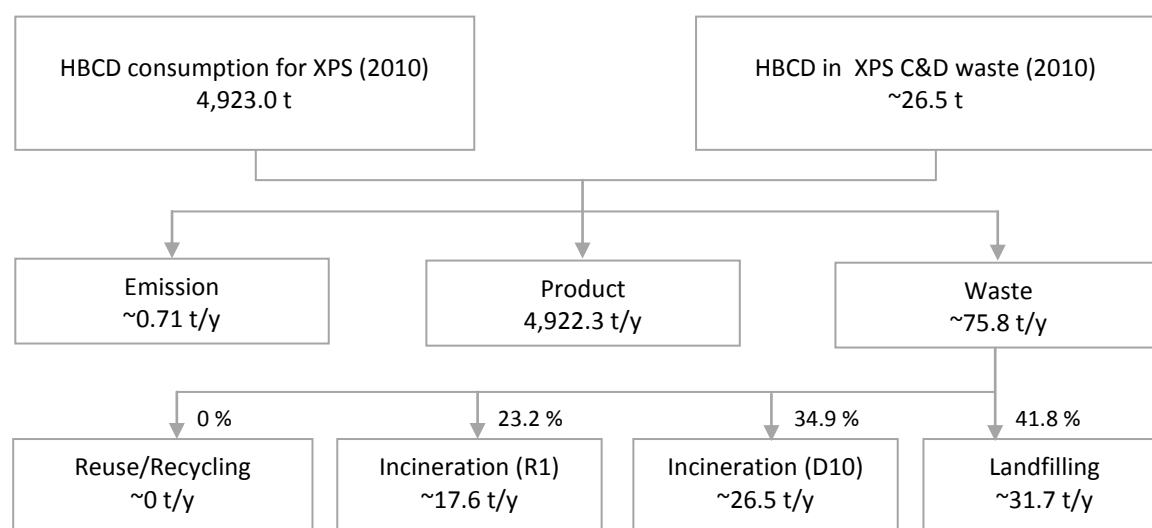 HBCD consumption for XPS (2010)
4,923.0 t
HBCD in  XPS C&D waste (2010)
~26.5 t
Emission
~0.71 t/y
Product
4,922.3 t/y
Waste
~75.8 t/y
0 %
23.2 %
34.9 %
41.8 %
Reuse/Recycling
~0 t/y
Incineration (R1)
~17.6 t/y
Incineration (D10)
~26.5 t/y
Landfilling
~31.7 t/y